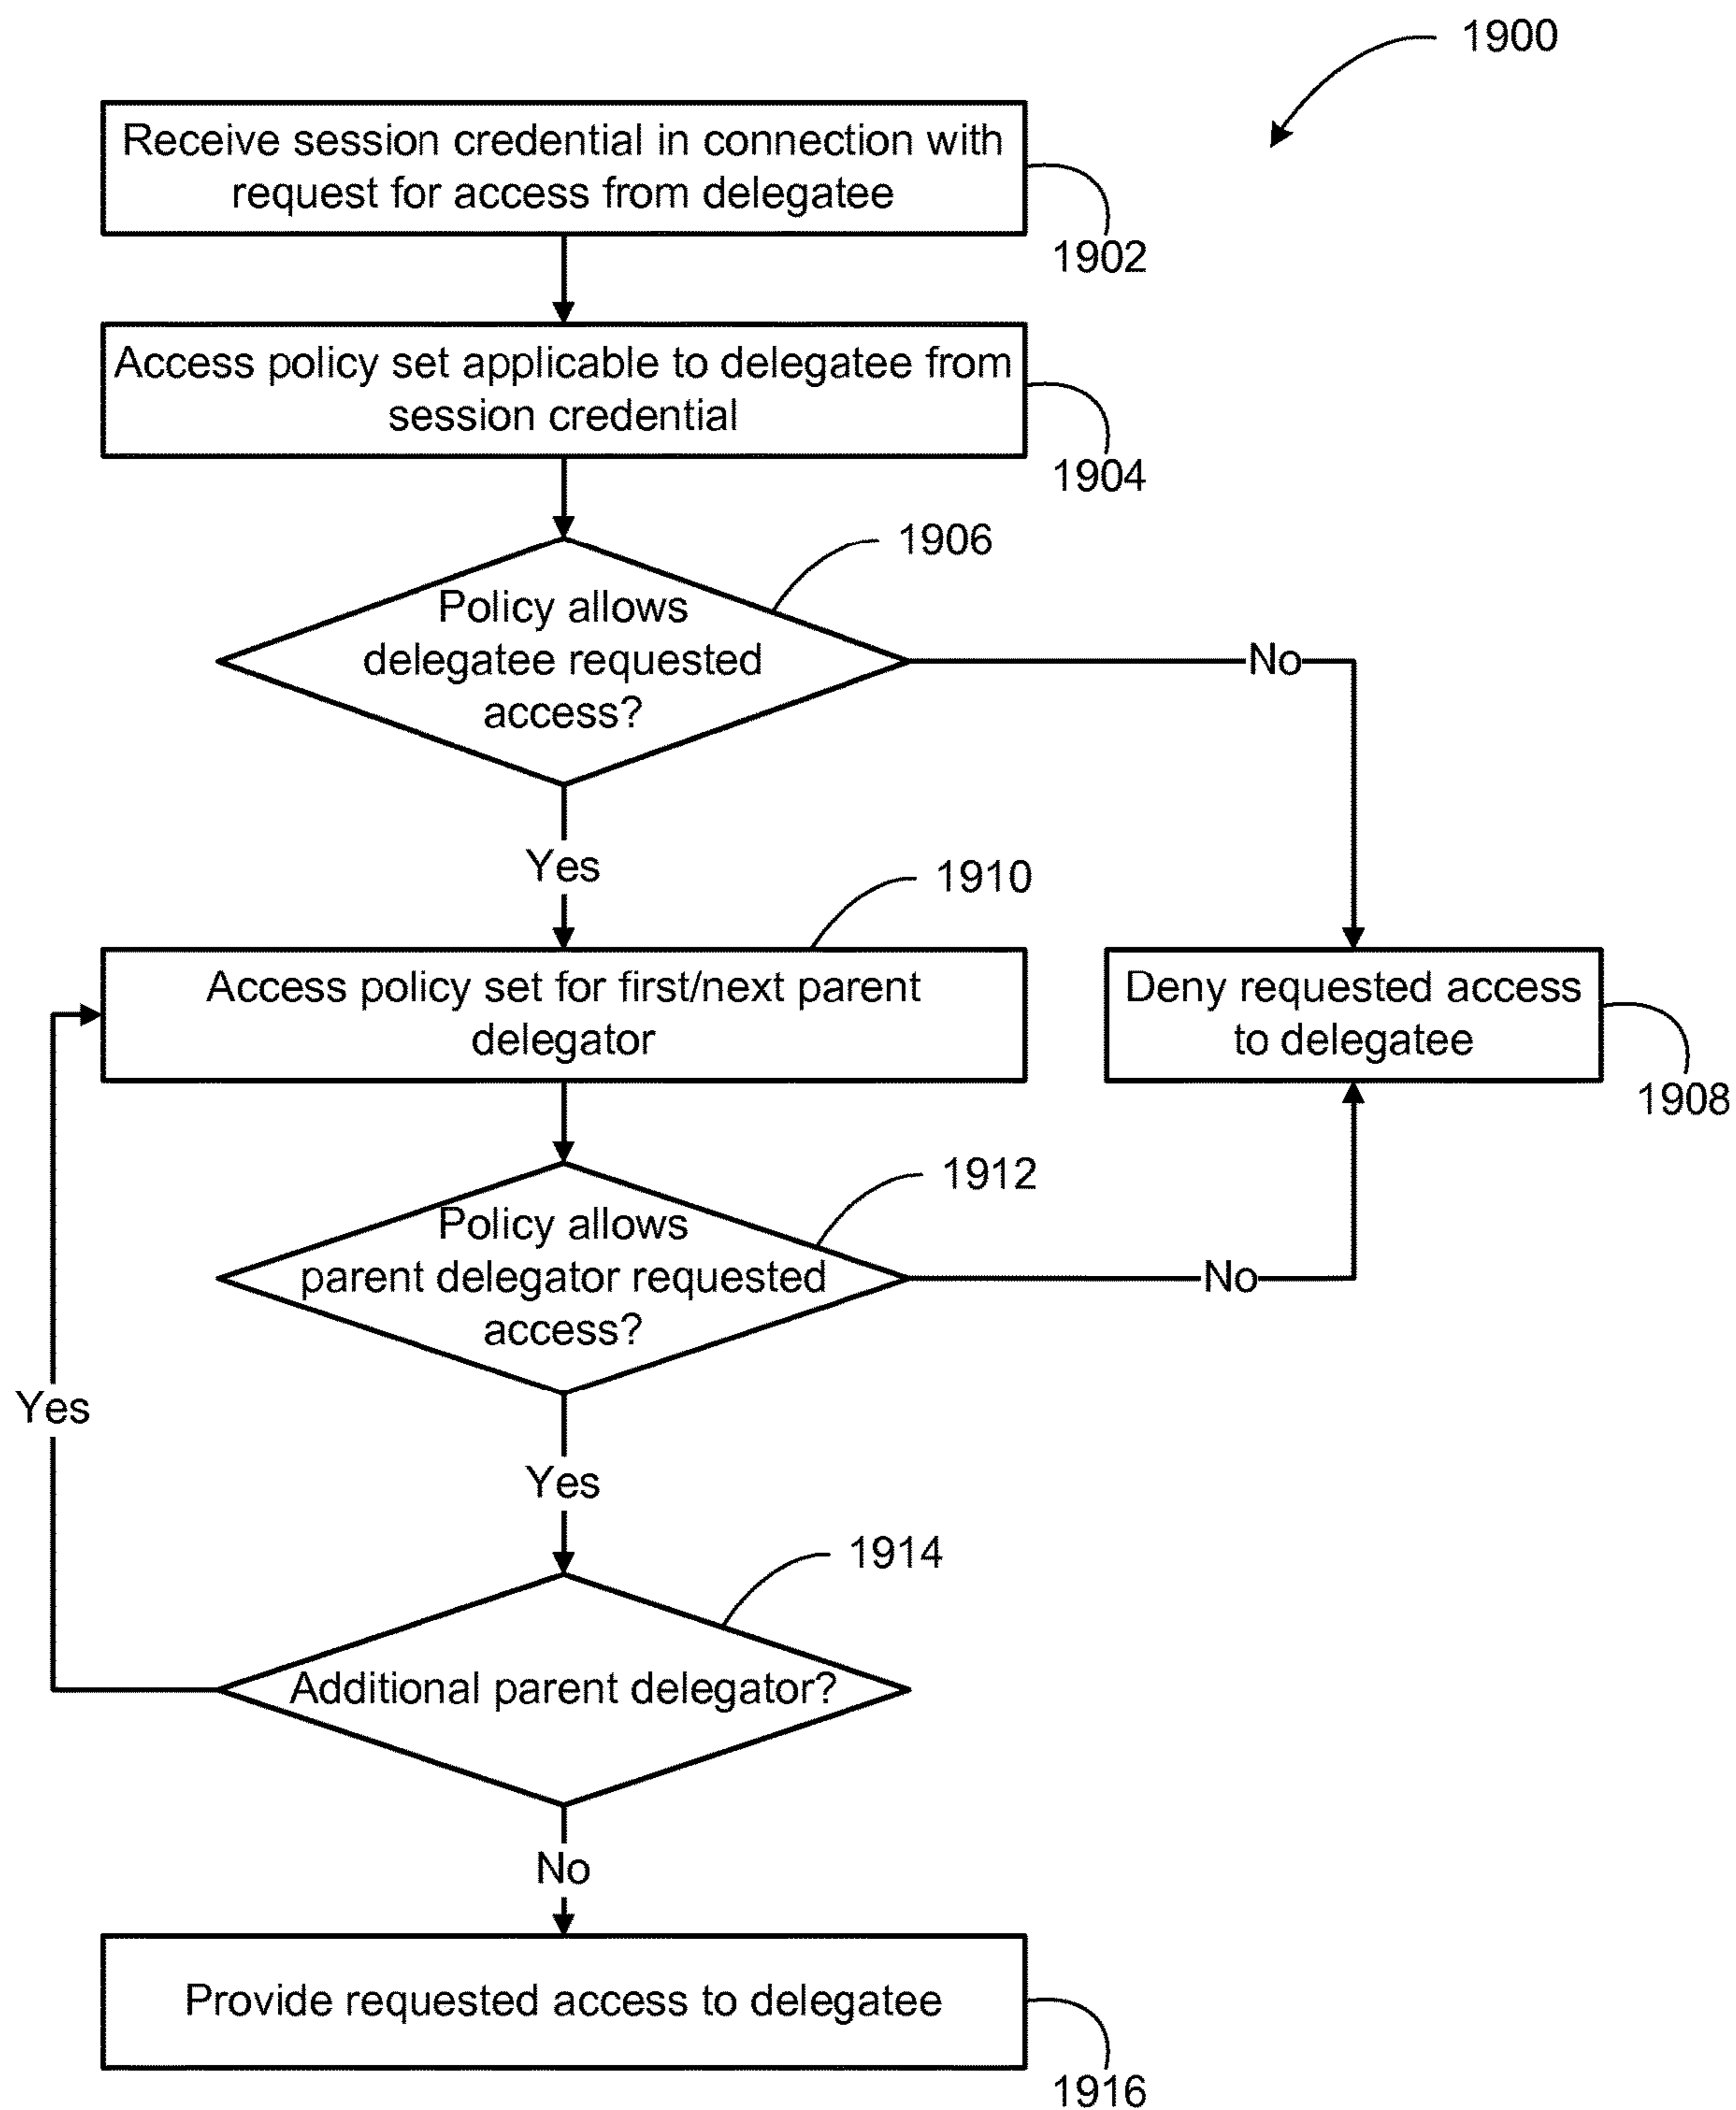 1900
Receive session credential in connection with
request for access from delegatee
1902
Access policy set applicable to delegatee from
session credential
1904
1906
Policy allows
delegatee requested
access?
No
Yes
1910
Access policy set for first/next parent
delegator
Deny requested access
to delegatee
1908
1912
Policy allows
parent delegator requested
access?
No
Yes
Yes
1914
Additional parent delegator?
No
Provide requested access to delegatee
1916